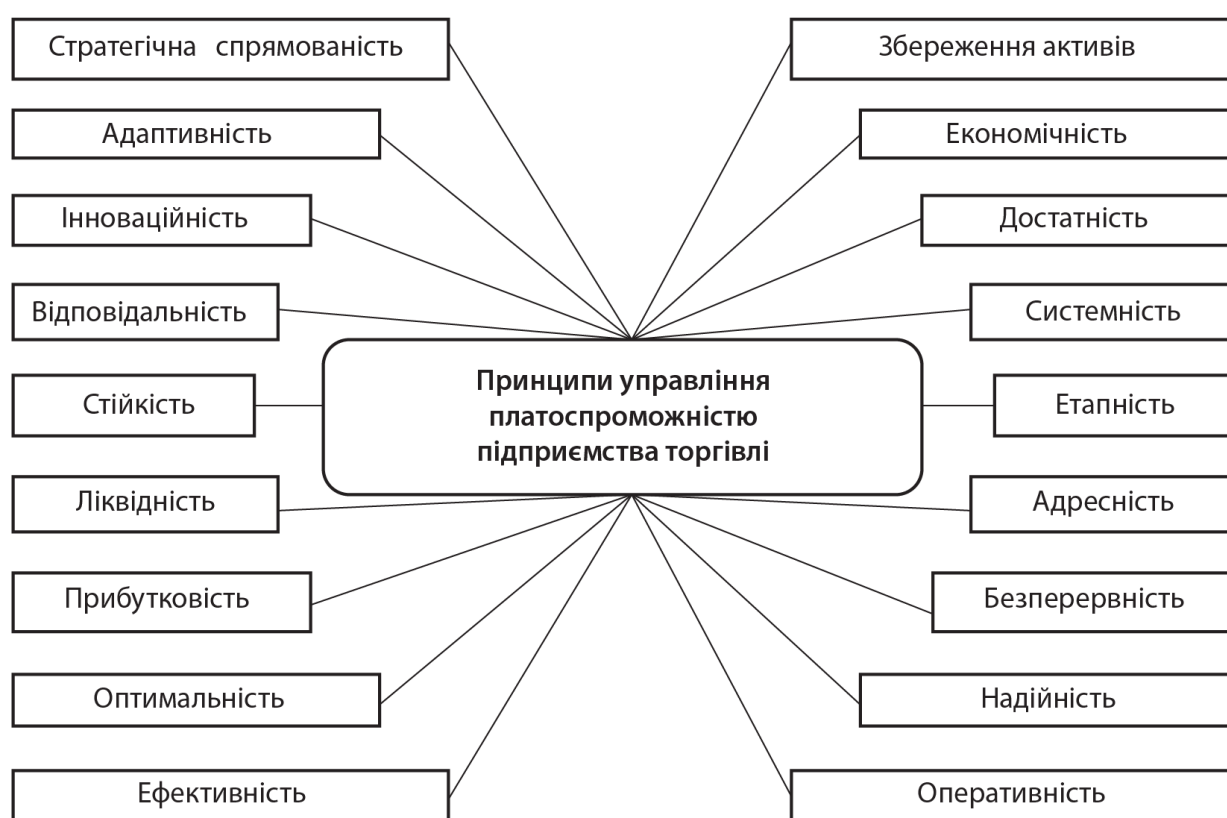 Стратегічна спрямованість
Збереження активів
Адаптивність
Економічність
Інноваційність
Достатність
Відповідальність
Системність
Принципи управління
платоспроможністю
підприємства торгівлі
Стійкість
Етапність
Ліквідність
Адресність
Прибутковість
Безперервність
Оптимальність
Надійність
Ефективність
Оперативність